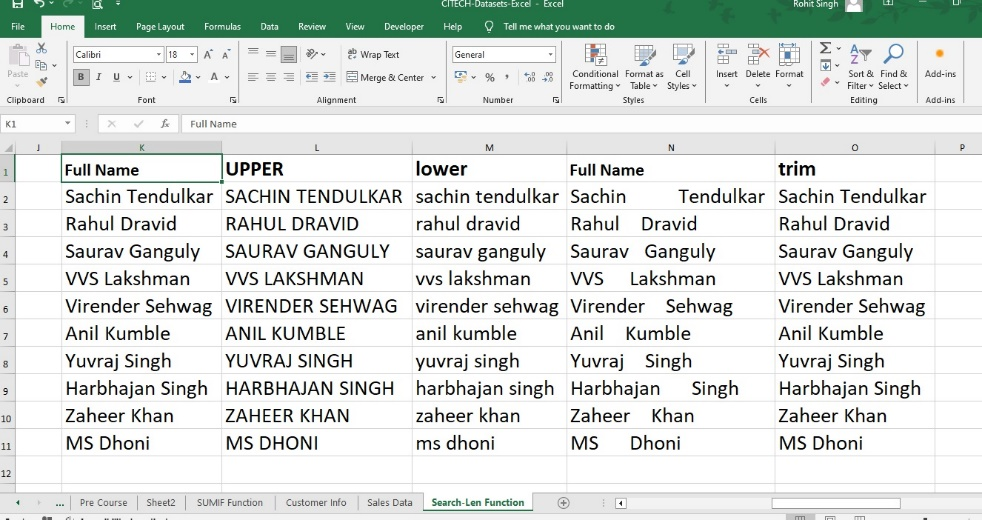 CITECH-Datasets-Excel - Excel Rohit Singh
File Home Insert Page Layout Formulas Data Review View Developer Help Tell me what you want to do
Calibri 18 A A Wrap Text General
Paste B I U A Merge & Center % , Conditional Formatting Format as Table Cell Styles Insert Delete Format Sort & Filter Find & Select Add-ins
Clipboard Font Alignment Number Styles Cells Editing Add-ins
K1 fx Full Name
J K L M N O P
1 Full Name UPPER lower Full Name trim
2 Sachin Tendulkar SACHIN TENDULKAR sachin tendulkar Sachin Tendulkar Sachin Tendulkar
3 Rahul Dravid RAHUL DRAVID rahul dravid Rahul Dravid Rahul Dravid
4 Saurav Ganguly SAURAV GANGULY saurav ganguly Saurav Ganguly Saurav Ganguly
5 VVS Lakshman VVS LAKSHMAN vvs lakshman VVS Lakshman VVS Lakshman
6 Virender Sehwag VIRENDER SEHWAG virender sehwag Virender Sehwag Virender Sehwag
7 Anil Kumble ANIL KUMBLE anil kumble Anil Kumble Anil Kumble
8 Yuvraj Singh YUVRAJ SINGH yuvraj singh Yuvraj Singh Yuvraj Singh
9 Harbhajan Singh HARBHAJAN SINGH harbhajan singh Harbhajan Singh Harbhajan Singh
10 Zaheer Khan ZAHEER KHAN zaheer khan Zaheer Khan Zaheer Khan
11 MS Dhoni MS DHONI ms dhoni MS Dhoni MS Dhoni
12
... Pre Course Sheet2 SUMIF Function Customer Info Sales Data Search-Len Function